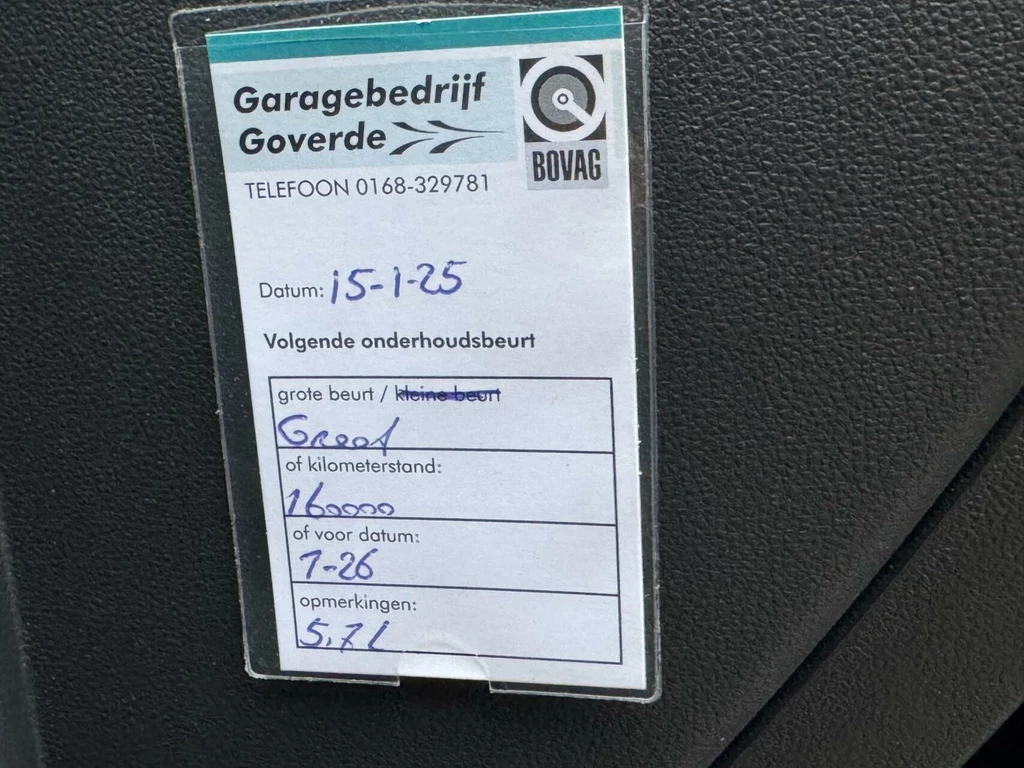 Garagebedrijf
Goverde
BOVAG
TELEFOON 0168-329781
Datum: 15-1-25
Volgende onderhoudsbeurt
grote beurt / kleine beurt
Groot
of kilometerstand:
160000
of voor datum:
1-26
opmerkingen:
5,7 L